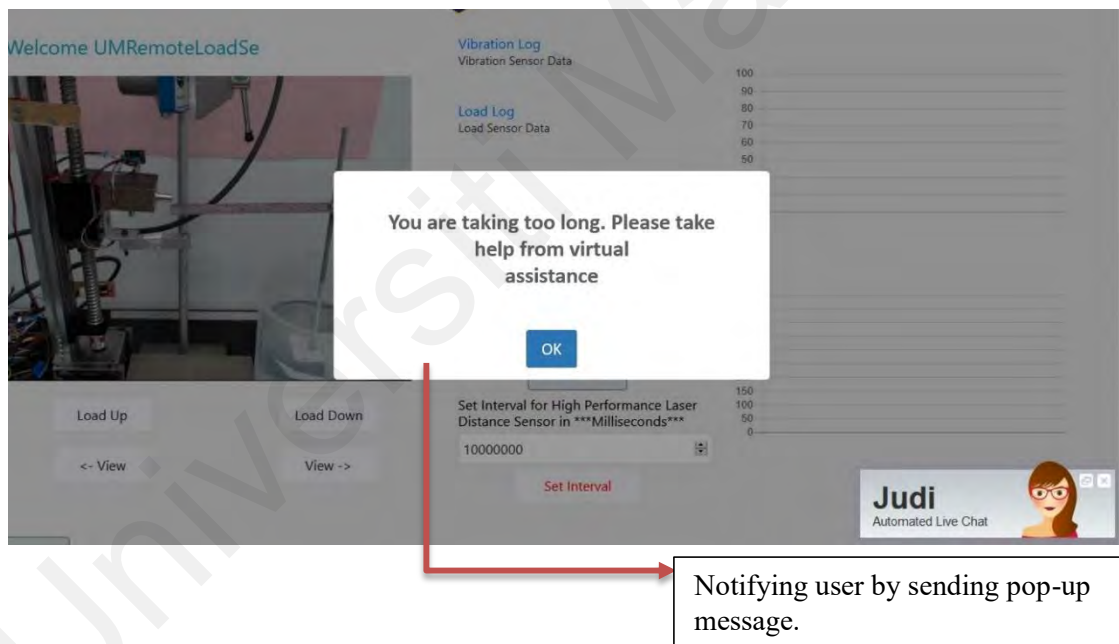 Welcome UMRemoteLoadSe
Vibration Log
Vibration Sensor Data
Load Log
Load Sensor Data
100
90
80
70
60
50
You are taking too long. Please take
help from virtual
assistance
OK
150
100
50
0
Load Up
Load Down
<- View
View ->
Set Interval for High Performance Laser
Distance Sensor in ***Milliseconds***
10000000
Set Interval
Judi
Automated Live Chat
Notifying user by sending pop-up
message.
Universiti Ma